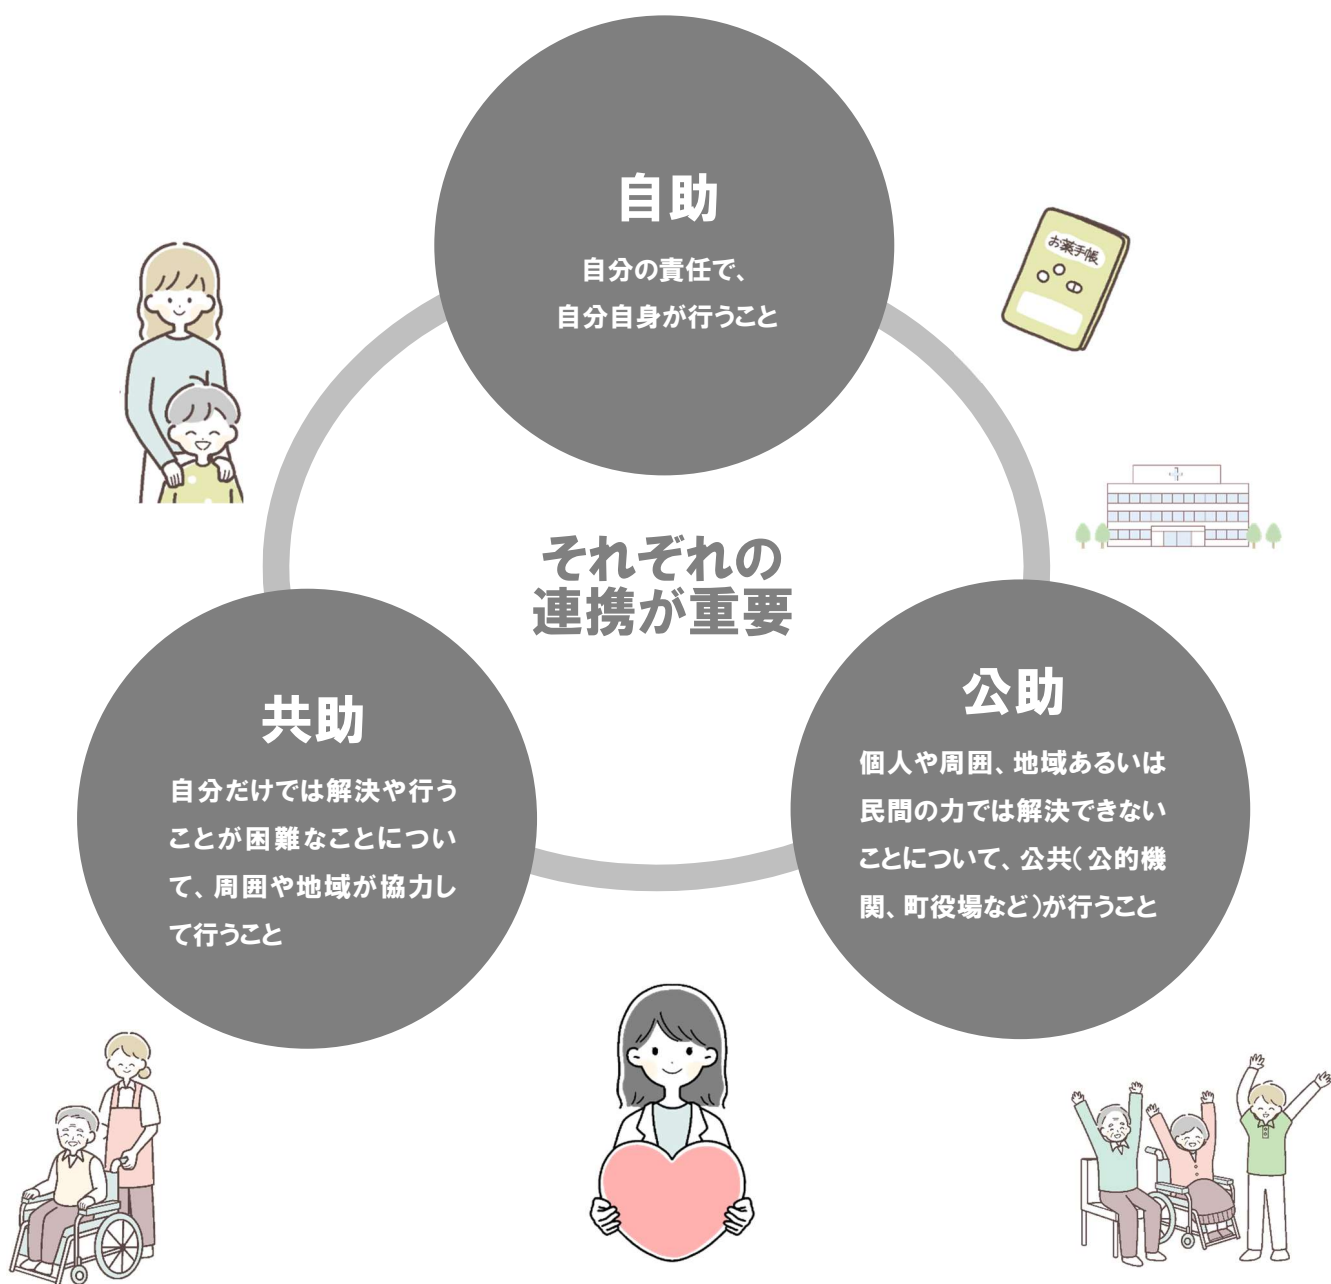 自助
自分の責任で、
自分自身が行うこと
お薬手帳
それぞれの
連携が重要
共助
自分だけでは解決や行う
ことが困難なことについ
て、周囲や地域が協力し
て行うこと
公助
個人や周囲、地域あるいは
民間の力では解決できない
ことについて、公共（公的機
関、町役場など）が行うこと